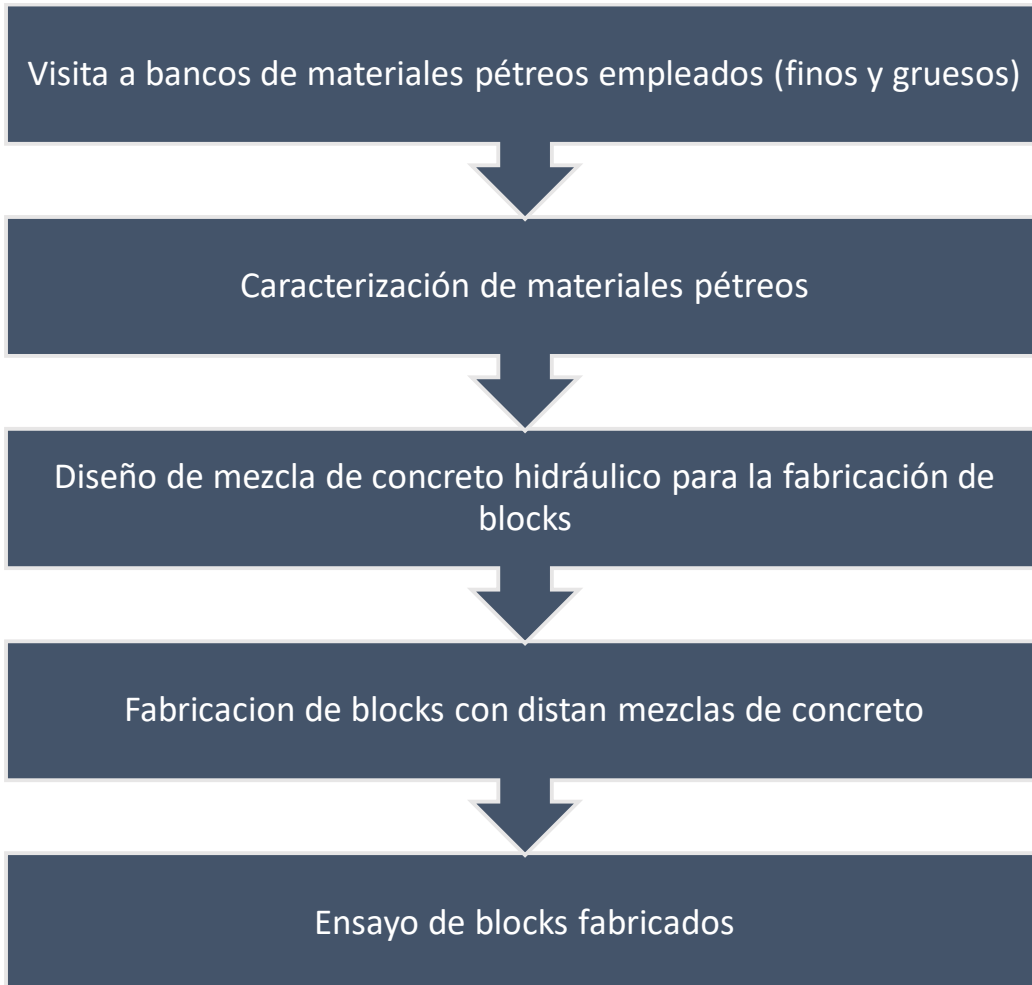 Visita a bancos de materiales pétreos empleados (finos y gruesos)
Caracterización de materiales pétreos
Diseño de mezcla de concreto hidráulico para la fabricación de
blocks
Fabricacion de blocks con distan mezclas de concreto
Ensayo de blocks fabricados